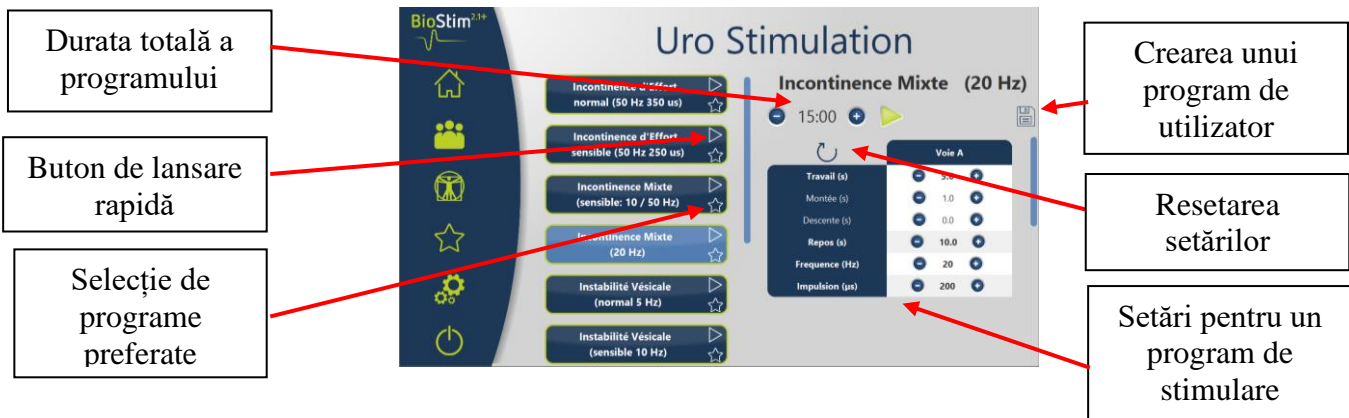 Durata totală a
programului
Buton de lansare
rapidă
Selecție de
programe
preferate
BioStim 2.1+
Uro Stimulation
Incontinence d'Effort
normal (50 Hz 350 us)
Incontinence d'Effort
sensible (50 Hz 250 us)
Incontinence Mixte
(sensible: 10 / 50 Hz)
Incontinence Mixte
(20 Hz)
Instabilité Vésicale
(normal 5 Hz)
Instabilité Vésicale
(sensible 10 Hz)
Incontinence Mixte (20 Hz)
15:00
Voie A
Travail (s) 5.0
Montée (s) 1.0
Descente (s) 0.0
Repos (s) 10.0
Frequence (Hz) 20
Impulsion (µs) 200
Crearea unui
program de
utilizator
Resetarea
setărilor
Setări pentru un
program de
stimulare